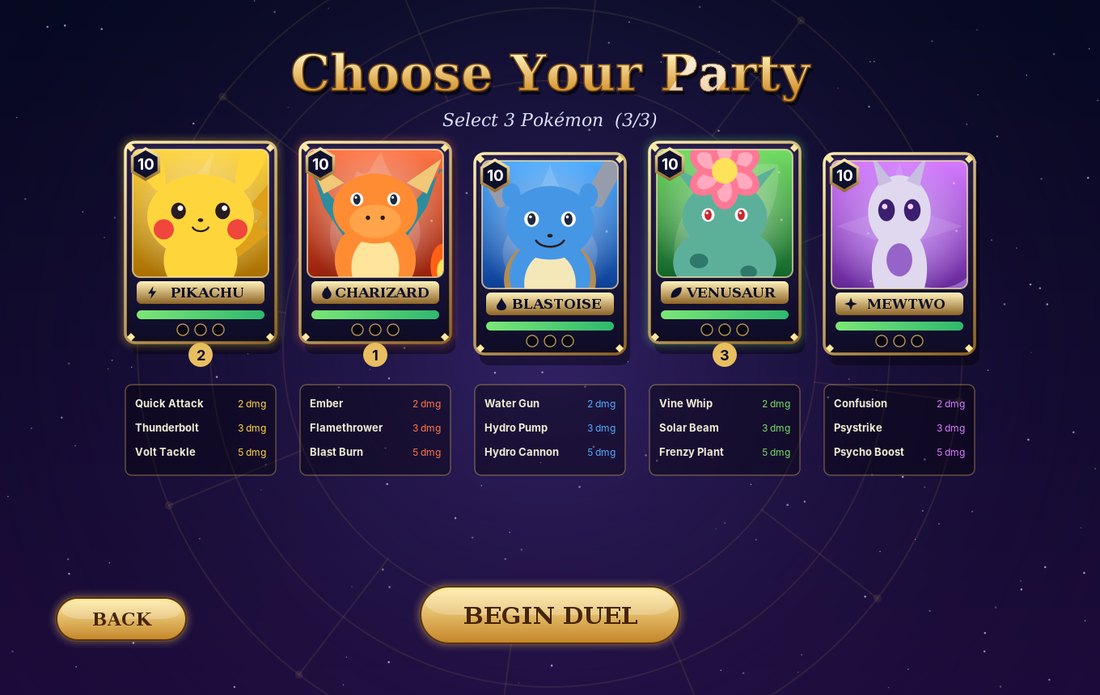 Choose Your Party
Select 3 Pokémon (3/3)
10
10
10
10
10
PIKACHU
CHARIZARD
BLASTOISE
VENUSAUR
MEWTWO
2
1
3
Quick Attack 2 dmg
Thunderbolt 3 dmg
Volt Tackle 5 dmg
Ember 2 dmg
Flamethrower 3 dmg
Blast Burn 5 dmg
Water Gun 2 dmg
Hydro Pump 3 dmg
Hydro Cannon 5 dmg
Vine Whip 2 dmg
Solar Beam 3 dmg
Frenzy Plant 5 dmg
Confusion 2 dmg
Psystrike 3 dmg
Psycho Boost 5 dmg
BACK
BEGIN DUEL